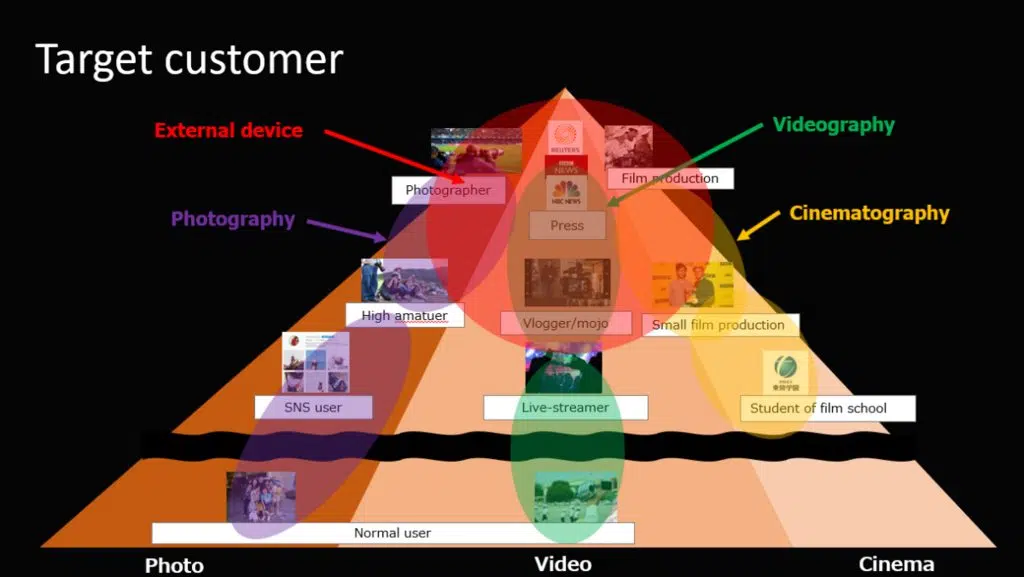 Target customer
External device
Videography
REUTERS
BBC
NEWS
NBC NEWS
Photographer
Film production
Photography
Cinematography
Press
High amatuer
Vlogger/mojo
Small film production
SNS user
Live-streamer
Student of film school
Normal user
Photo
Video
Cinema